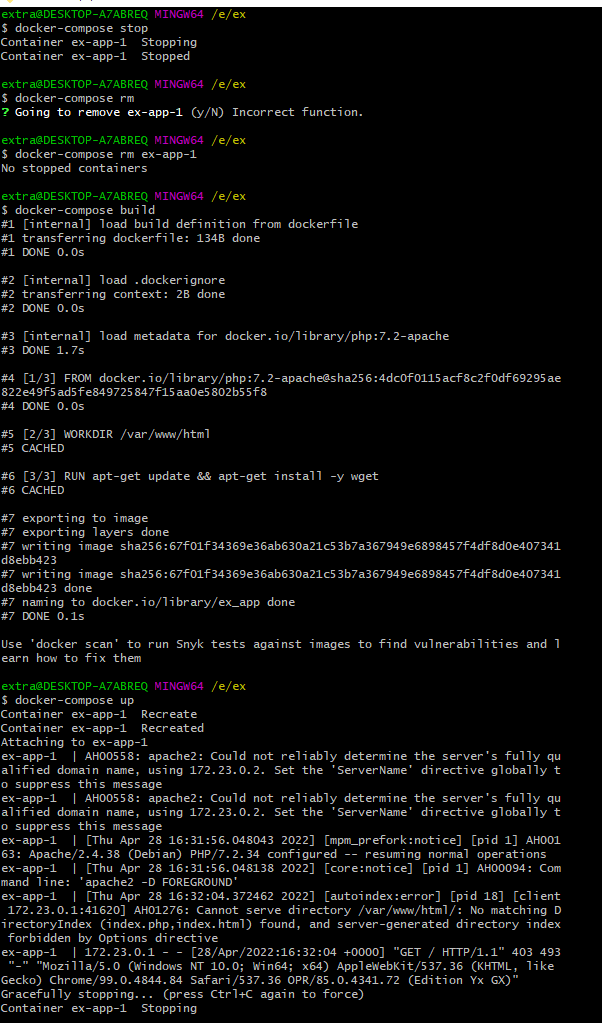 extra@DESKTOP-A7ABREQ MINGW64 /e/ex
$ docker-compose stop
Container ex-app-1  Stopping
Container ex-app-1  Stopped
extra@DESKTOP-A7ABREQ MINGW64 /e/ex
$ docker-compose rm
? Going to remove ex-app-1 (y/N) Incorrect function.
extra@DESKTOP-A7ABREQ MINGW64 /e/ex
$ docker-compose rm ex-app-1
No stopped containers
extra@DESKTOP-A7ABREQ MINGW64 /e/ex
$ docker-compose build
#1 [internal] load build definition from dockerfile
#1 transferring dockerfile: 134B done
#1 DONE 0.0s
#2 [internal] load .dockerignore
#2 transferring context: 2B done
#2 DONE 0.0s
#3 [internal] load metadata for docker.io/library/php:7.2-apache
#3 DONE 1.7s
#4 [1/3] FROM docker.io/library/php:7.2-apache@sha256:4dc0f0115acf8c2f0df69295ae
822e49f5ad5fe849725847f15aa0e5802b55f8
#4 DONE 0.0s
#5 [2/3] WORKDIR /var/www/html
#5 CACHED
#6 [3/3] RUN apt-get update && apt-get install -y wget
#6 CACHED
#7 exporting to image
#7 exporting layers done
#7 writing image sha256:67f01f34369e36ab630a21c53b7a367949e6898457f4df8d0e407341
d8ebb423
#7 writing image sha256:67f01f34369e36ab630a21c53b7a367949e6898457f4df8d0e407341
d8ebb423 done
#7 naming to docker.io/library/ex_app done
#7 DONE 0.1s
Use 'docker scan' to run Snyk tests against images to find vulnerabilities and l
earn how to fix them
extra@DESKTOP-A7ABREQ MINGW64 /e/ex
$ docker-compose up
Container ex-app-1  Recreate
Container ex-app-1  Recreated
Attaching to ex-app-1
ex-app-1  | AH00558: apache2: Could not reliably determine the server's fully qu
alified domain name, using 172.23.0.2. Set the 'ServerName' directive globally t
o suppress this message
ex-app-1  | AH00558: apache2: Could not reliably determine the server's fully qu
alified domain name, using 172.23.0.2. Set the 'ServerName' directive globally t
o suppress this message
ex-app-1  | [Thu Apr 28 16:31:56.048043 2022] [mpm_prefork:notice] [pid 1] AH001
63: Apache/2.4.38 (Debian) PHP/7.2.34 configured -- resuming normal operations
ex-app-1  | [Thu Apr 28 16:31:56.048138 2022] [core:notice] [pid 1] AH00094: Com
mand line: 'apache2 -D FOREGROUND'
ex-app-1  | [Thu Apr 28 16:32:04.372462 2022] [autoindex:error] [pid 18] [client
 172.23.0.1:41620] AH01276: Cannot serve directory /var/www/html/: No matching D
irectoryIndex (index.php,index.html) found, and server-generated directory index
 forbidden by Options directive
ex-app-1  | 172.23.0.1 - - [28/Apr/2022:16:32:04 +0000] "GET / HTTP/1.1" 403 493
 "-" "Mozilla/5.0 (Windows NT 10.0; Win64; x64) AppleWebKit/537.36 (KHTML, like
Gecko) Chrome/99.0.4844.84 Safari/537.36 OPR/85.0.4341.72 (Edition Yx GX)"
Gracefully stopping... (press Ctrl+C again to force)
Container ex-app-1  Stopping